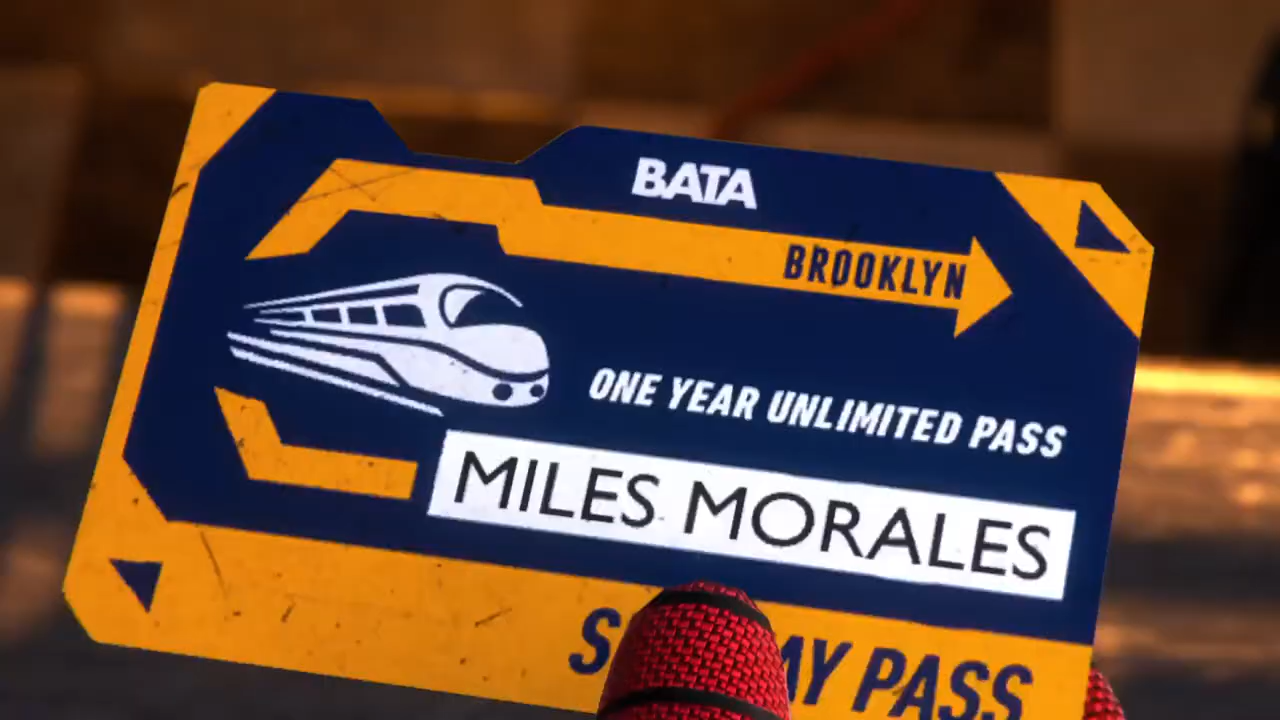 BATA
BROOKLYN
ONE YEAR UNLIMITED PASS
MILES MORALES
PASS